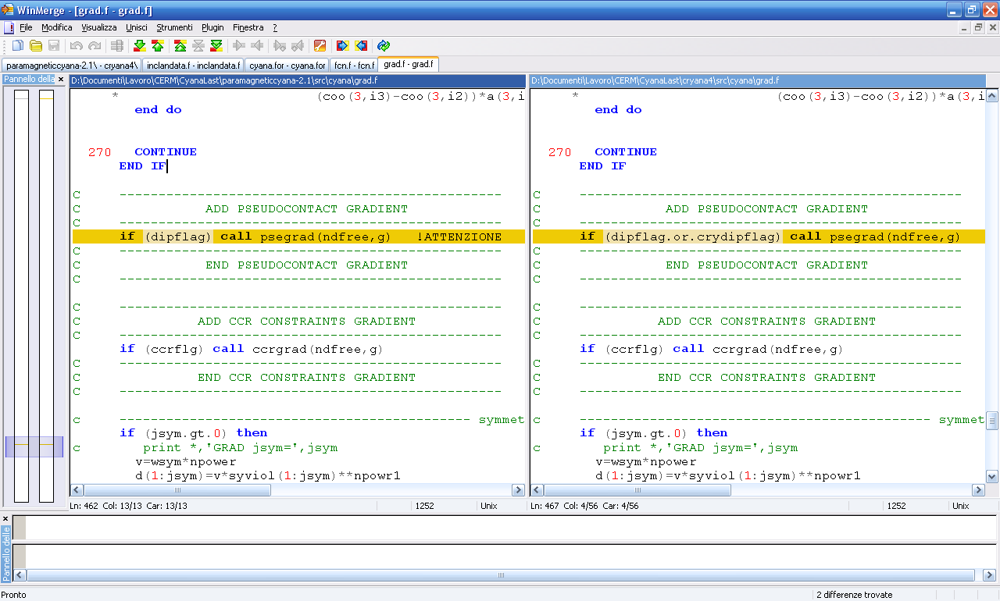 WinMerge - [grad.f - grad.f]
File Modifica Visualizza Unisci Strumenti Plugin Finestra ?
paramagneticcyana-2.1\ - cryana4\ inclandata.f - inclandata.f cyana.for - cyana.for fcn.f - fcn.f grad.f - grad.f
Pannello della
D:\Documenti\Lavoro\CERM\CyanaLast\paramagneticcyana-2.1\src\cyana\grad.f
* (coo(3,i3)-coo(3,i2))*a(3,i
end do
270 CONTINUE
END IF
C -------------------------------------------------
C ADD PSEUDOCONTACT GRADIENT
C -------------------------------------------------
if (dipflag) call psegrad(ndfree,g) !ATTENZIONE
C -------------------------------------------------
C END PSEUDOCONTACT GRADIENT
C -------------------------------------------------
C -------------------------------------------------
C ADD CCR CONSTRAINTS GRADIENT
C -------------------------------------------------
if (ccrflg) call ccrgrad(ndfree,g)
C -------------------------------------------------
C END CCR CONSTRAINTS GRADIENT
C -------------------------------------------------
c --------------------------------------------- symmet
if (jsym.gt.0) then
c print *,'GRAD jsym=',jsym
v=wsym*npower
d(1:jsym)=v*syviol(1:jsym)**npowr1
Ln: 462 Col: 13/13 Car: 13/13 1252 Unix
D:\Documenti\Lavoro\CERM\CyanaLast\cryana4\src\cyana\grad.f
* (coo(3,i3)-coo(3,i2))*a(3,i
end do
270 CONTINUE
END IF
C -------------------------------------------------
C ADD PSEUDOCONTACT GRADIENT
C -------------------------------------------------
if (dipflag.or.crydipflag) call psegrad(ndfree,g)
C -------------------------------------------------
C END PSEUDOCONTACT GRADIENT
C -------------------------------------------------
C -------------------------------------------------
C ADD CCR CONSTRAINTS GRADIENT
C -------------------------------------------------
if (ccrflg) call ccrgrad(ndfree,g)
C -------------------------------------------------
C END CCR CONSTRAINTS GRADIENT
C -------------------------------------------------
c --------------------------------------------- symmet
if (jsym.gt.0) then
c print *,'GRAD jsym=',jsym
v=wsym*npower
d(1:jsym)=v*syviol(1:jsym)**npowr1
Ln: 467 Col: 4/56 Car: 4/56 1252 Unix
Pannello delle
Pronto
2 differenze trovate